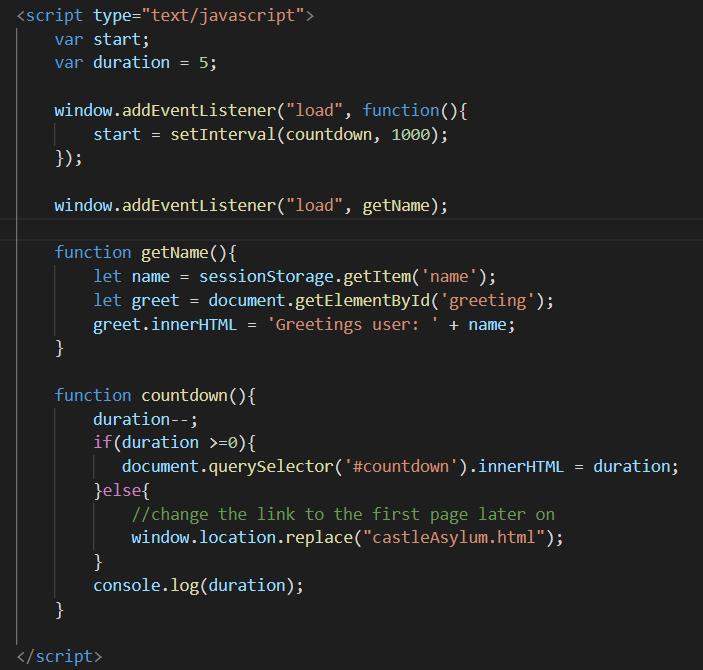 <script type="text/javascript">
    var start;
    var duration = 5;

    window.addEventListener("load", function(){
        start = setInterval(countdown, 1000);
    });

    window.addEventListener("load", getName);

    function getName(){
        let name = sessionStorage.getItem('name');
        let greet = document.getElementById('greeting');
        greet.innerHTML = 'Greetings user: ' + name;
    }

    function countdown(){
        duration--;
        if(duration >=0){
           document.querySelector('#countdown').innerHTML = duration;
        }else{
            //change the link to the first page later on
            window.location.replace("castleAsylum.html");
        }
        console.log(duration);
    }

</script>